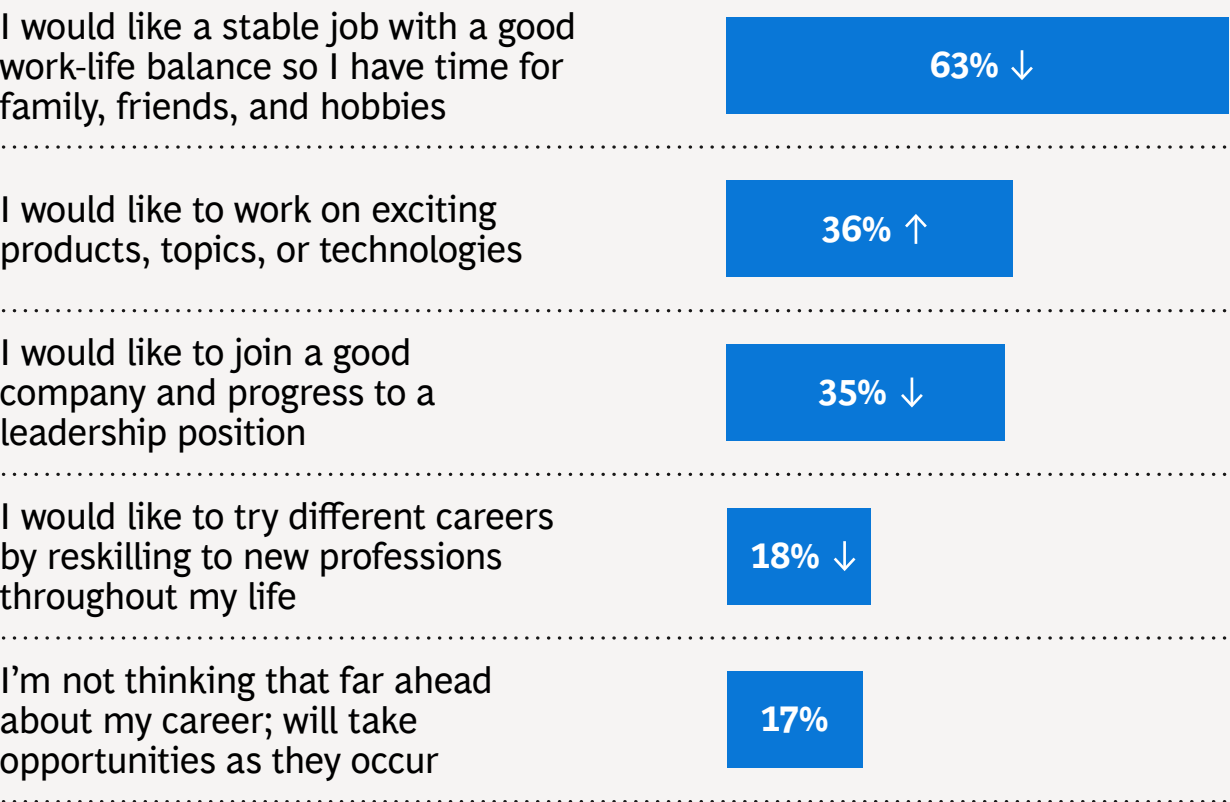 I would like a stable job with a good
work-life balance so I have time for
family, friends, and hobbies
63% ↓
I would like to work on exciting
products, topics, or technologies
36% ↑
I would like to join a good
company and progress to a
leadership position
35% ↓
I would like to try different careers
by reskilling to new professions
throughout my life
18% ↓
I’m not thinking that far ahead
about my career; will take
opportunities as they occur
17%